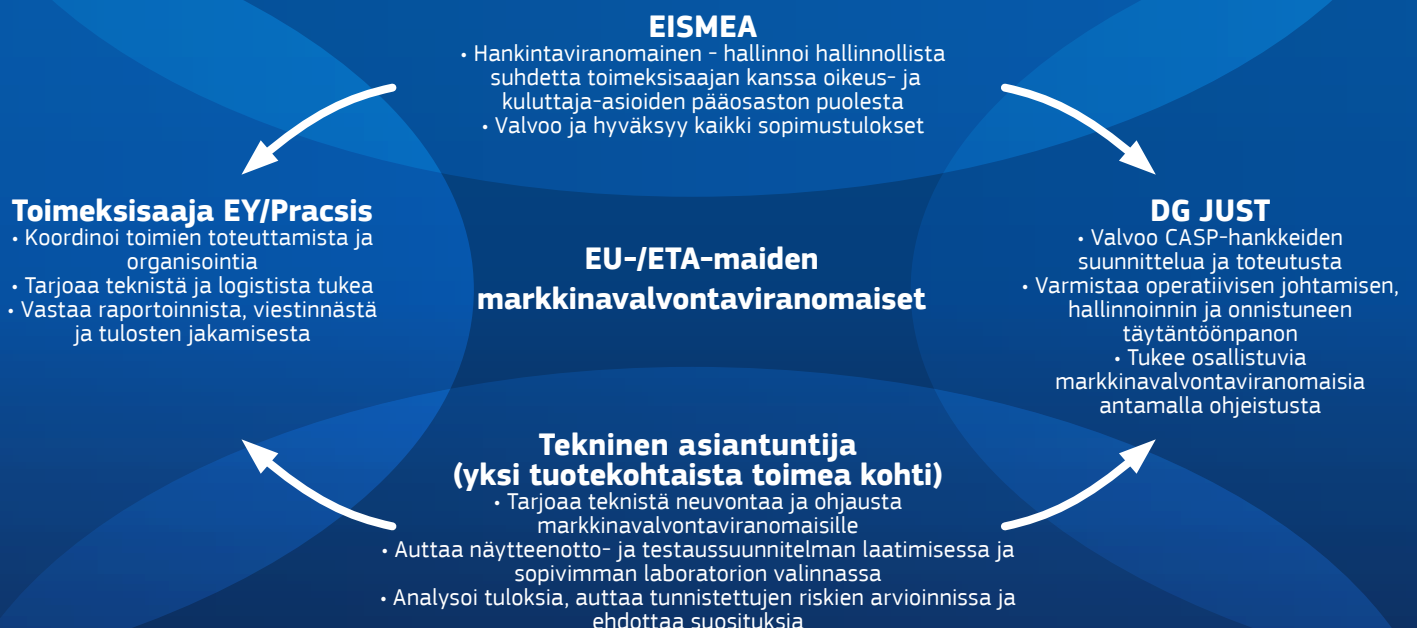 EISMEA
• Hankintaviranomainen - hallinnoi hallinnollista
suhdetta toimeksisaajan kanssa oikeus- ja
kuluttaja-asioiden pääosaston puolesta
• Valvoo ja hyväksyy kaikki sopimustulokset
Toimeksisaaja EY/Pracsis
• Koordinoi toimien toteuttamista ja
organisointia
• Tarjoaa teknistä ja logistista tukea
• Vastaa raportoinnista, viestinnästä
ja tulosten jakamisesta
EU-/ETA-maiden
markkinavalvontaviranomaiset
DG JUST
• Valvoo CASP-hankkeiden
suunnittelua ja toteutusta
• Varmistaa operatiivisen johtamisen,
hallinnoinnin ja onnistuneen
täytäntöönpanon
• Tukee osallistuvia
markkinavalvontaviranomaisia
antamalla ohjeistusta
Tekninen asiantuntija
(yksi tuotekohtaista toimea kohti)
• Tarjoaa teknistä neuvontaa ja ohjausta
markkinavalvontaviranomaisille
• Auttaa näytteenotto- ja testaussuunnitelman laatimisessa ja
sopivimman laboratorion valinnassa
• Analysoi tuloksia, auttaa tunnistettujen riskien arvioinnissa ja
ehdottaa suosituksia